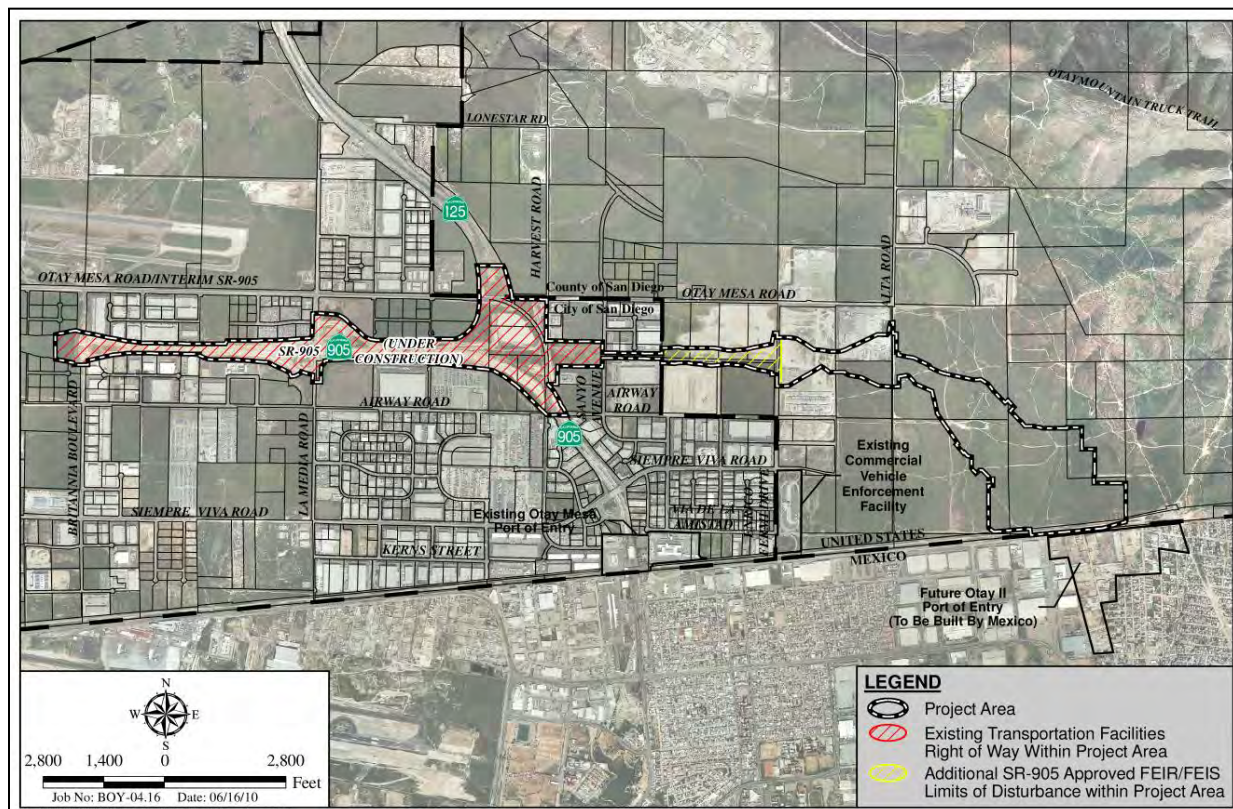 OTAY MOUNTAIN TRUCK TRAIL
LONESTAR RD
125
HARVEST ROAD
ALTA ROAD
OTAY MESA ROAD/INTERIM SR-905
County of San Diego
City of San Diego
OTAY MESA ROAD
SR-905
905
(UNDER
CONSTRUCTION)
BRITANNIA BOULEVARD
LA MEDIA ROAD
AIRWAY ROAD
SANYO
AVENUE
AIRWAY
ROAD
905
SIEMPRE VIVA ROAD
Existing
Commercial
Vehicle
Enforcement
Facility
SIEMPRE VIVA ROAD
Existing Otay Mesa
Port of Entry
VIA DE LA
AMISTAD
ENRICO
FERMI DRIVE
KERNS STREET
UNITED STATES
MEXICO
Future Otay II
Port of Entry
(To Be Built By Mexico)
N
W
E
S
2,800
1,400
0
2,800
Feet
Job No: BOY-04.16 Date: 06/16/10
LEGEND
Project Area
Existing Transportation Facilities
Right of Way Within Project Area
Additional SR-905 Approved FEIR/FEIS
Limits of Disturbance within Project Area